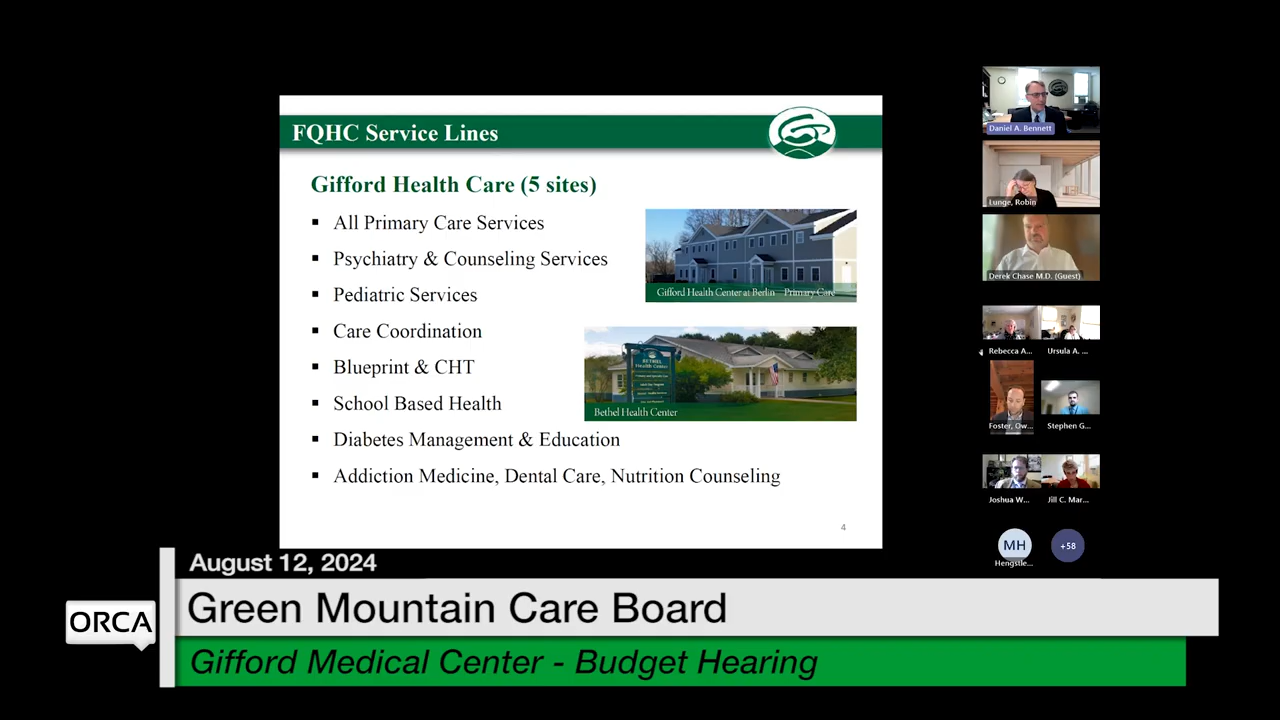 FQHC Service Lines
Gifford Health Care (5 sites)
▪ All Primary Care Services
▪ Psychiatry & Counseling Services
▪ Pediatric Services
▪ Care Coordination
▪ Blueprint & CHT
▪ School Based Health
▪ Diabetes Management & Education
▪ Addiction Medicine, Dental Care, Nutrition Counseling
Gifford Health Center at Berlin – Primary Care
BETHEL
Health Center
Bethel Health Center
4
Daniel A. Bennett
Lunge, Robin
Derek Chase M.D. (Guest)
Rebecca A...
Ursula A. ...
Foster, Ow...
Stephen G...
Joshua W...
Jill C. Mar...
MH
+58
Hengstle...
August 12, 2024
ORCA
Green Mountain Care Board
Gifford Medical Center - Budget Hearing